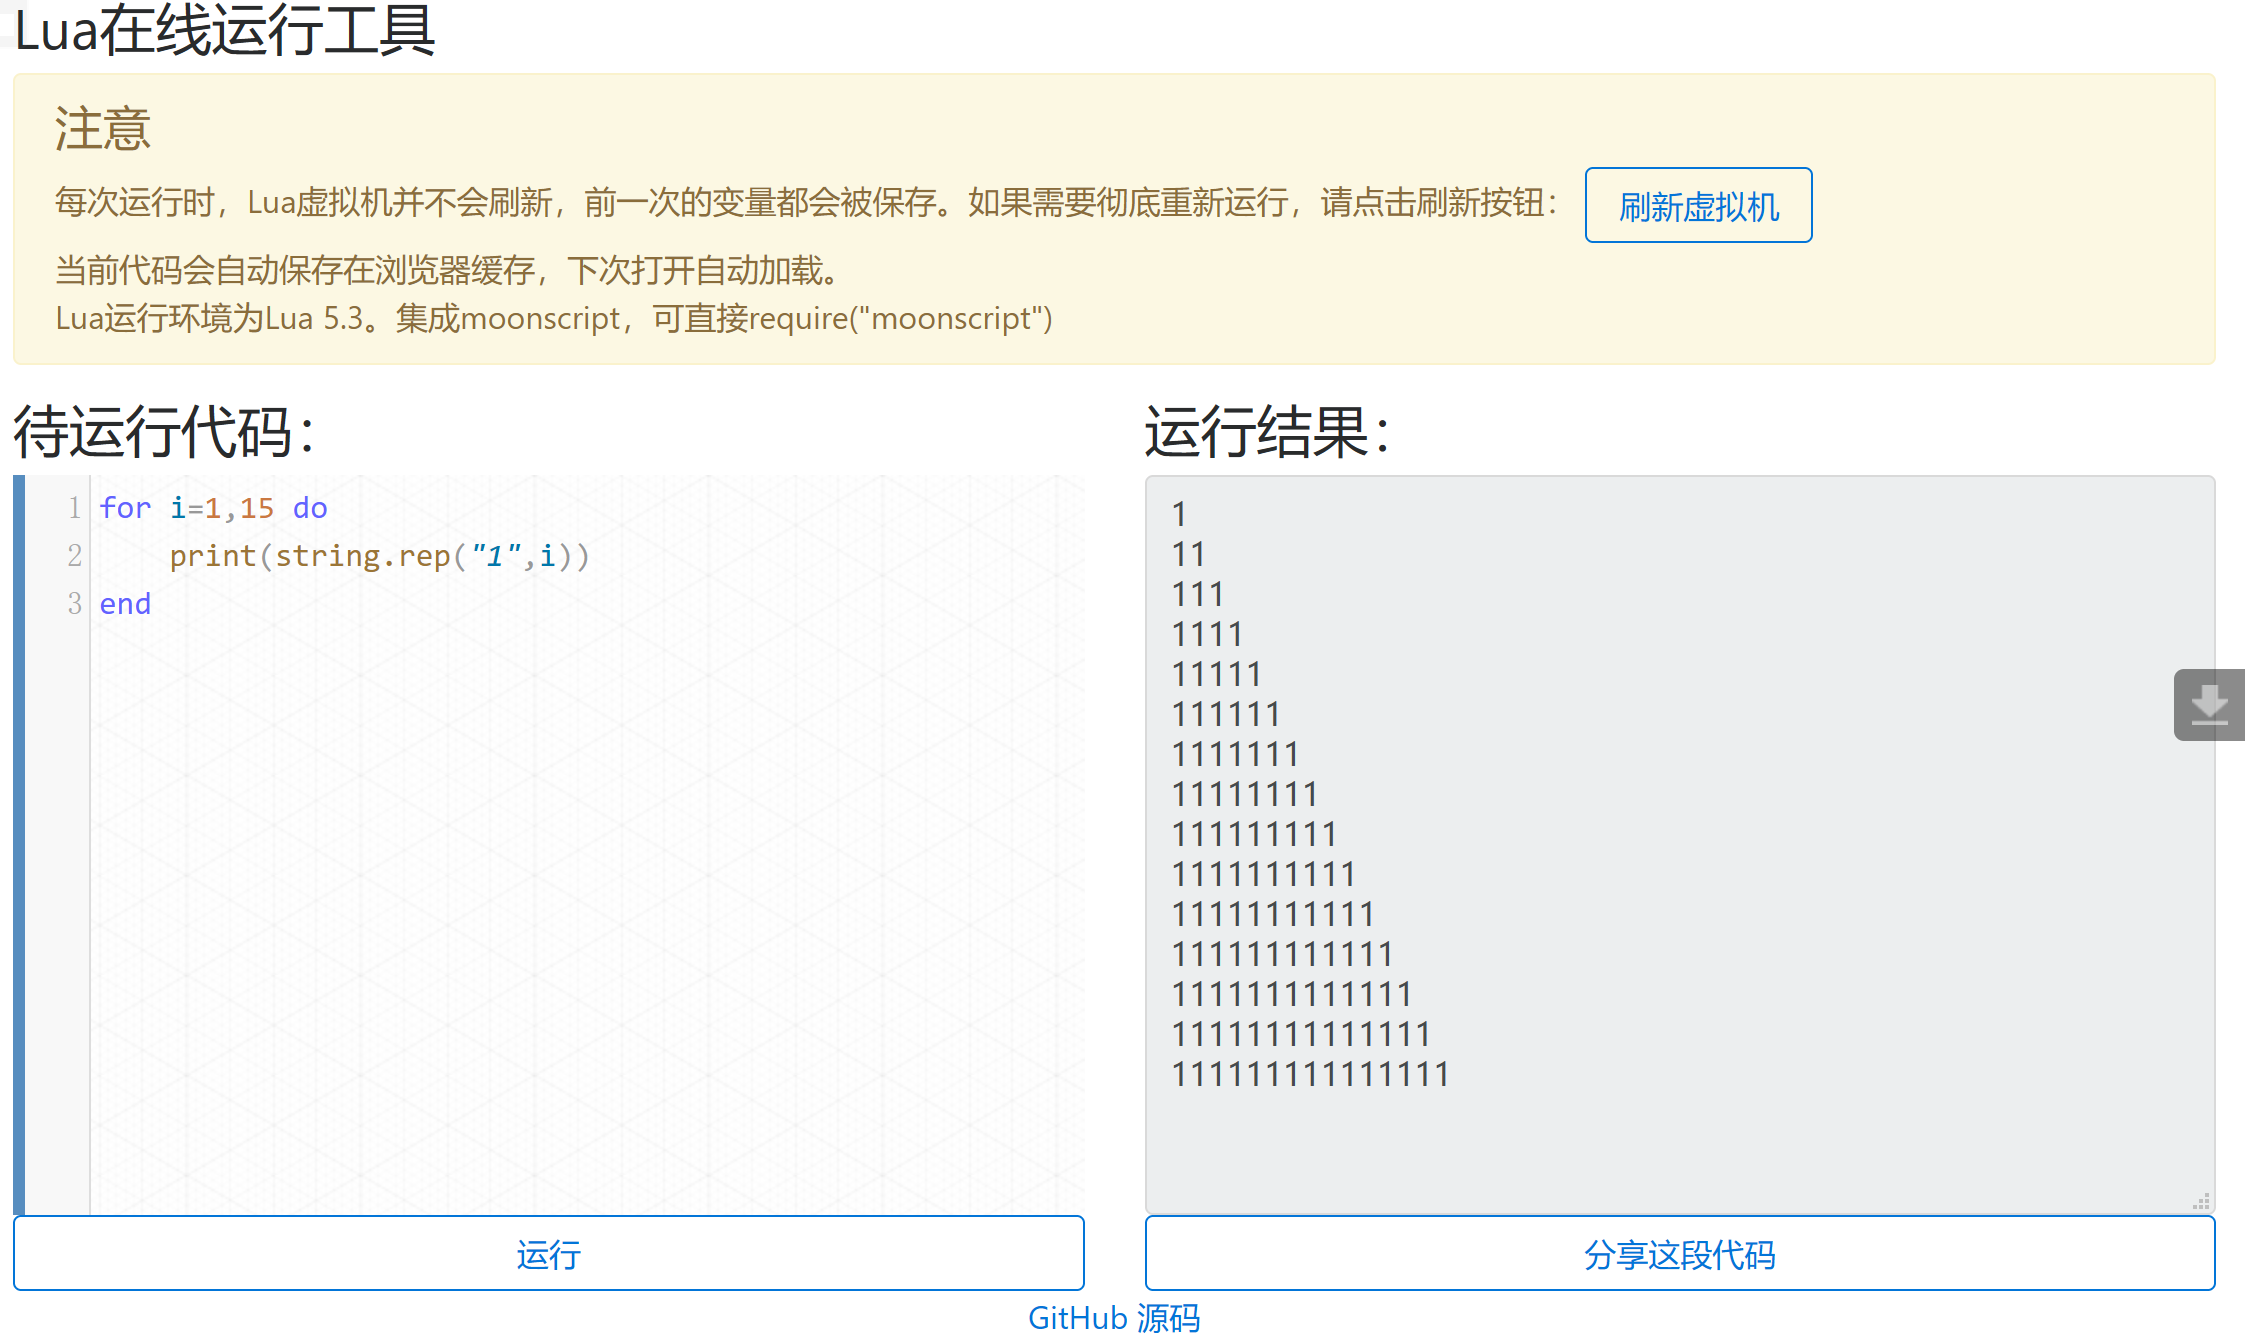 Lua在线运行工具
注意
每次运行时，Lua虚拟机并不会刷新，前一次的变量都会被保存。如果需要彻底重新运行，请点击刷新按钮： 刷新虚拟机
当前代码会自动保存在浏览器缓存，下次打开自动加载。
Lua运行环境为Lua 5.3。集成moonscript，可直接require("moonscript")
待运行代码：
1 for i=1,15 do
2     print(string.rep("1",i))
3 end
运行
运行结果：
1
11
111
1111
11111
111111
1111111
11111111
111111111
1111111111
11111111111
111111111111
1111111111111
11111111111111
111111111111111
分享这段代码
GitHub 源码